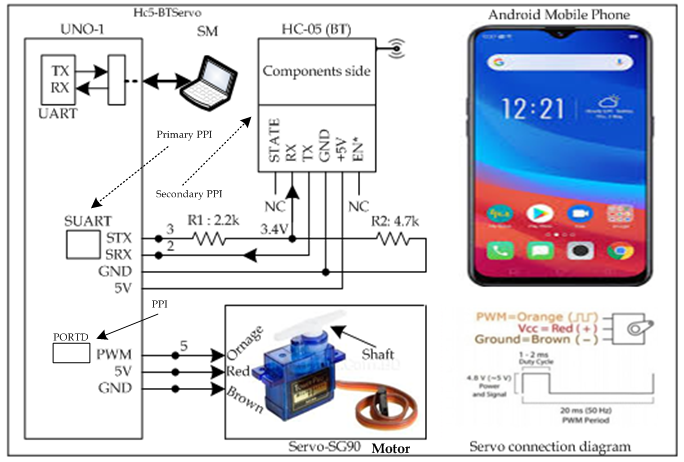 Hc5-BTServo
UNO-1
SM
HC-05 (BT)
Android Mobile Phone
TX
RX
UART
Components side
STATE
RX
TX
GND
+5V
EN*
Primary PPI
Secondary PPI
NC
NC
12:21
SUART
STX
SRX
GND
5V
3
2
R1 : 2.2k
3.4V
R2: 4.7k
PPI
PORTD
PWM
5V
GND
5
Ornage
Red
Brown
Shaft
Servo-SG90 Motor
PWM=Orange
Vcc=Red (+)
Ground=Brown (−)
1 - 2 ms
Duty Cycle
4.8 V (~5 V)
Power
and Signal
20 ms (50 Hz)
PWM Period
Servo connection diagram